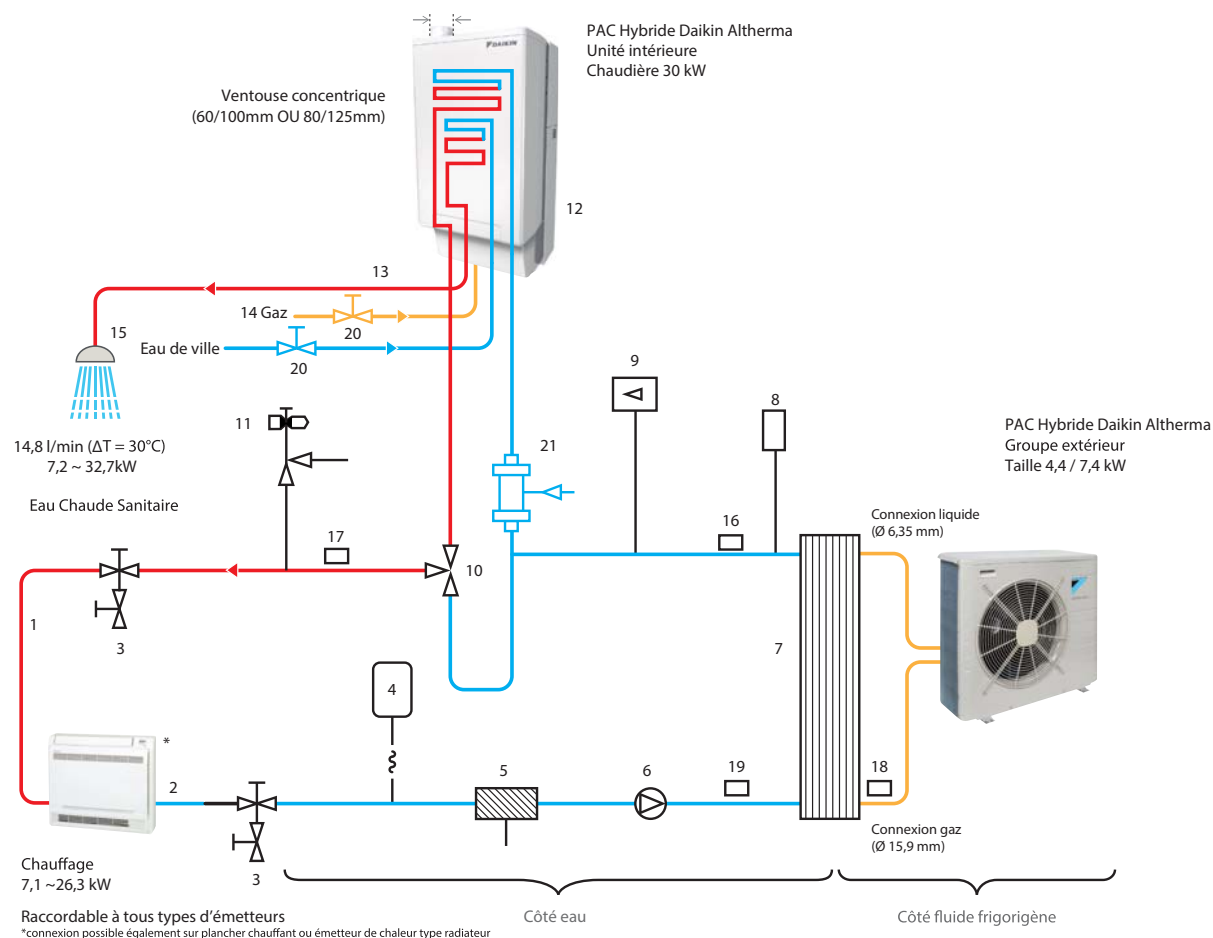 PAC Hybride Daikin Altherma
Unité intérieure
Chaudière 30 kW
DAIKIN
Ventouse concentrique
(60/100mm OU 80/125mm)
12
13
14 Gaz
20
15
Eau de ville
20
14,8 l/min (ΔT = 30°C)
7,2 ~ 32,7kW
Eau Chaude Sanitaire
11
9
8
21
PAC Hybride Daikin Altherma
Groupe extérieur
Taille 4,4 / 7,4 kW
Connexion liquide
(Ø 6,35 mm)
16
17
10
1
3
7
4
*
2
5
6
19
18
3
Connexion gaz
(Ø 15,9 mm)
Chauffage
7,1 ~26,3 kW
Raccordable à tous types d’émetteurs
*connexion possible également sur plancher chauffant ou émetteur de chaleur type radiateur
Côté eau
Côté fluide frigorigène